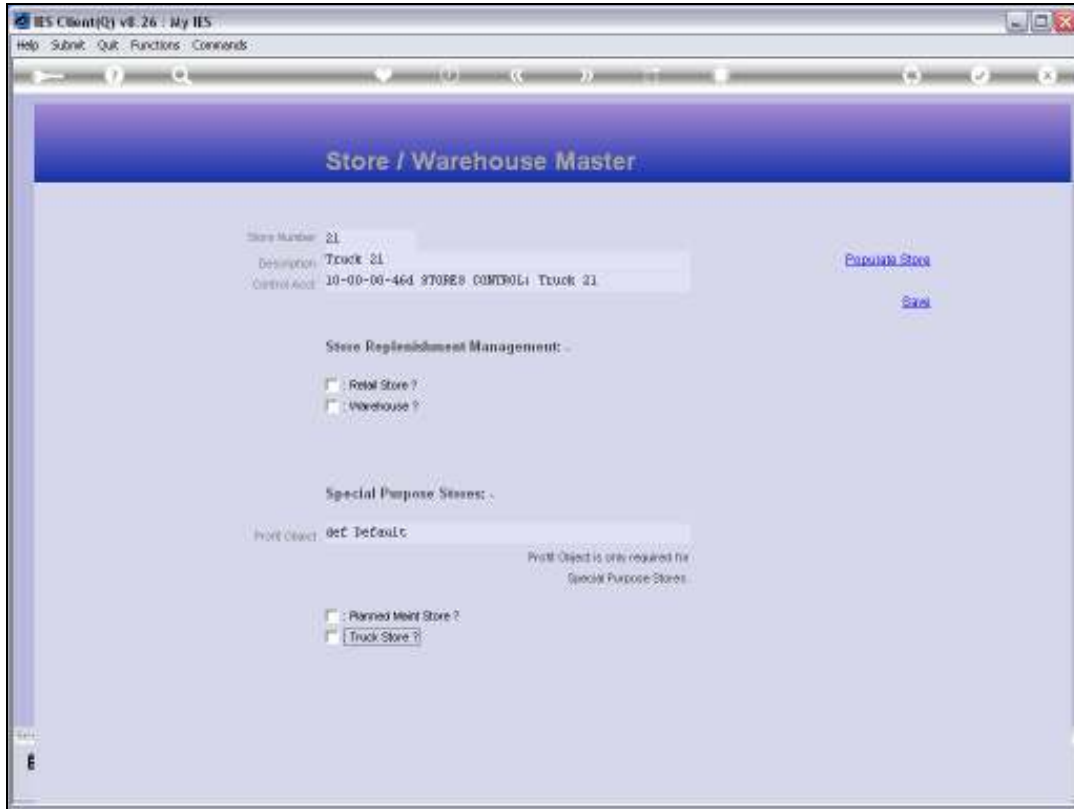 IES Client(Q) v8.26 : My IES
Help Submit Quit Functions Commands
Store / Warehouse Master
Store Number 21
Description Truck 21
Control Acct 10-00-00-46d STORES CONTROL: Truck 21
Populate Store
Save
Store Replenishment Management: -
: Retail Store ?
: Warehouse ?
Special Purpose Stores: -
Profit Object def Default
Profit Object is only required for
Special Purpose Stores.
: Planned Maint Store ?
: Truck Store ?